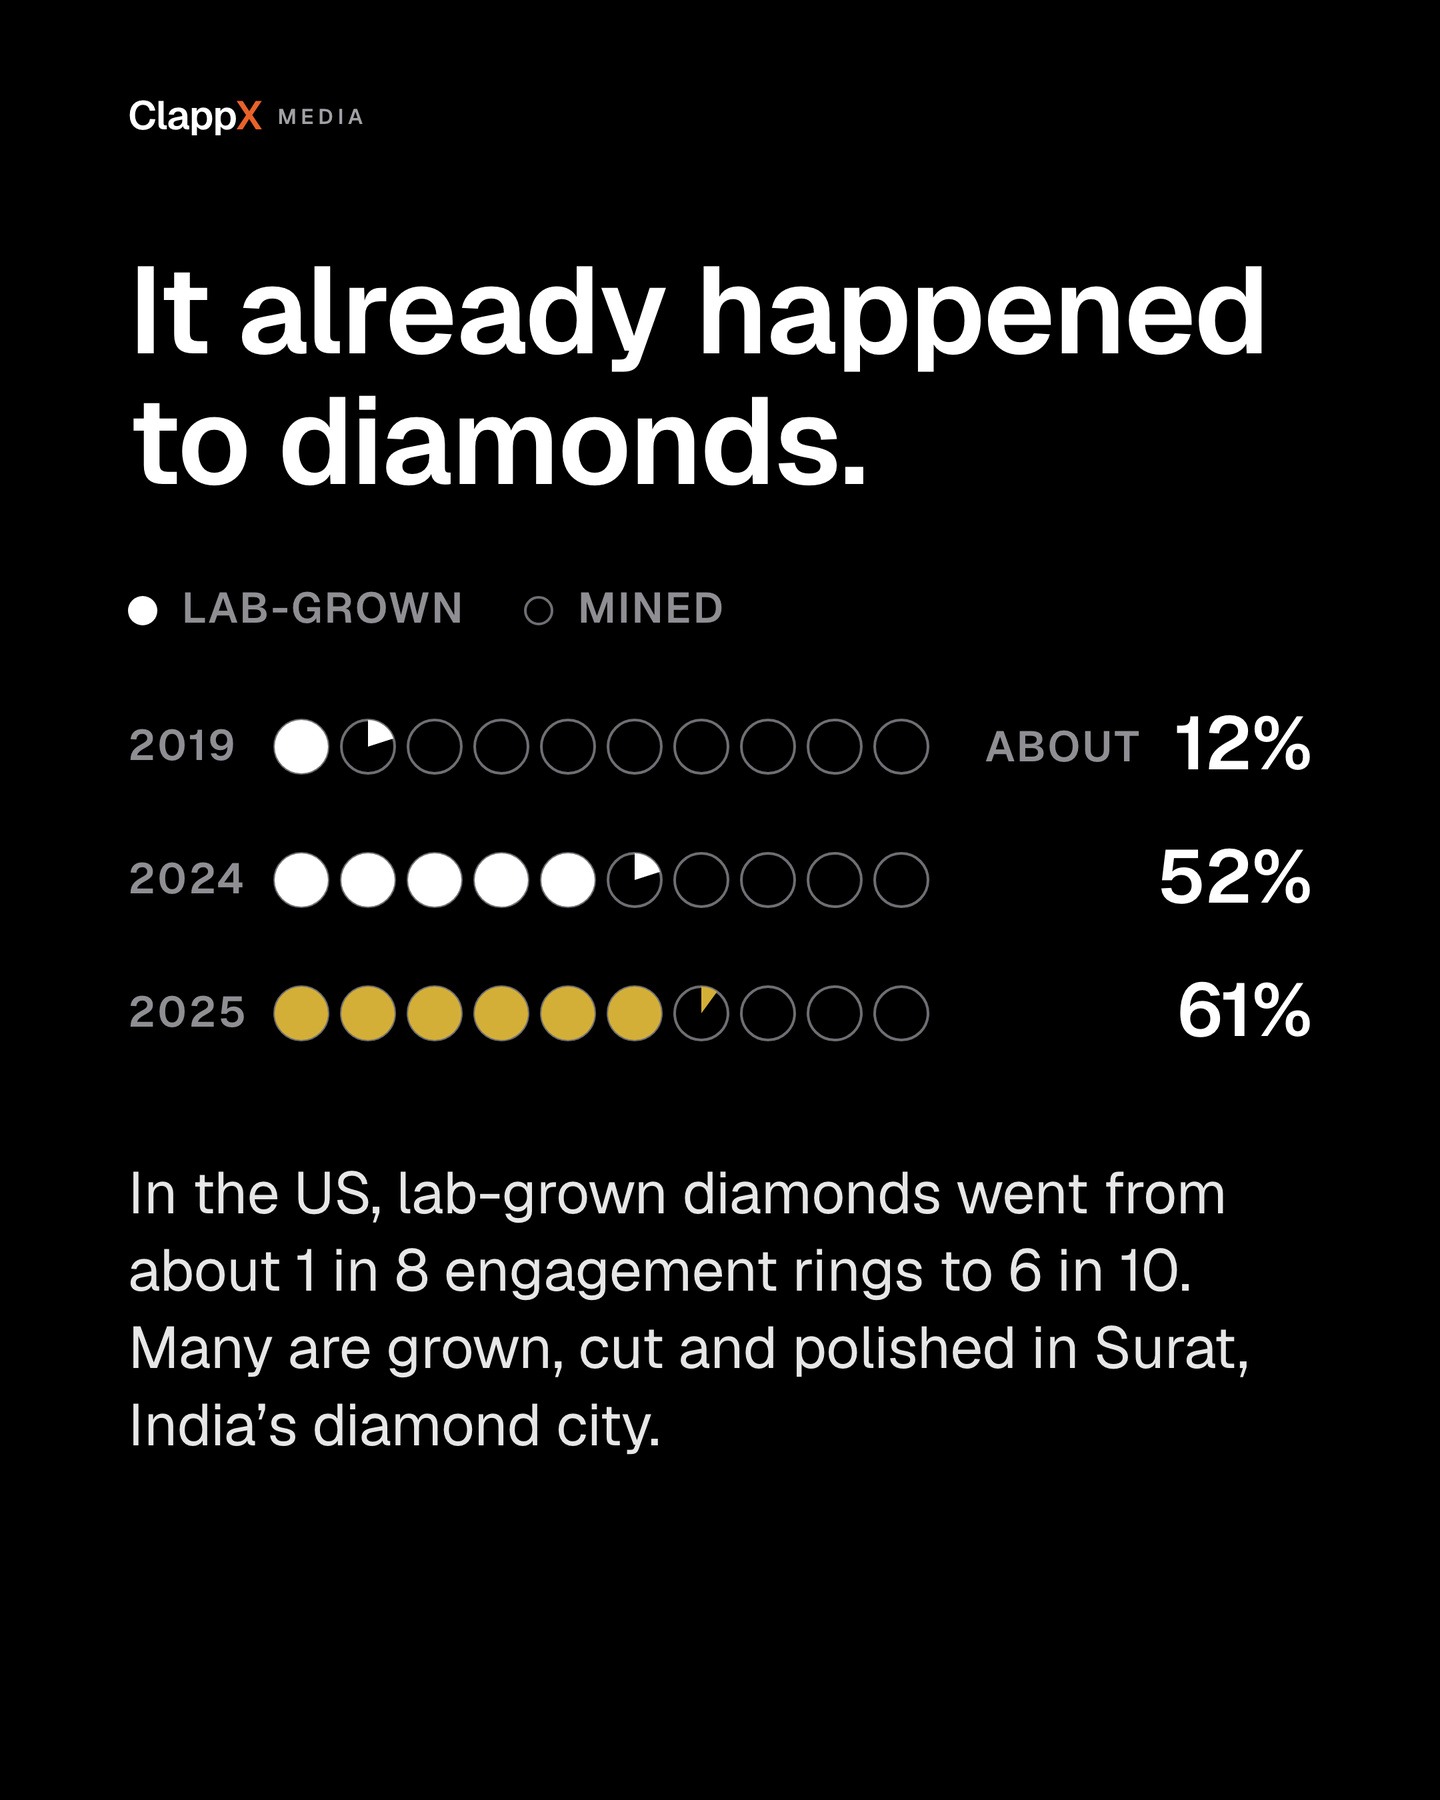 ClappX MEDIA
It already happened
to diamonds.
LAB-GROWN MINED
2019 ABOUT 12%
2024 52%
2025 61%
In the US, lab-grown diamonds went from
about 1 in 8 engagement rings to 6 in 10.
Many are grown, cut and polished in Surat,
India’s diamond city.